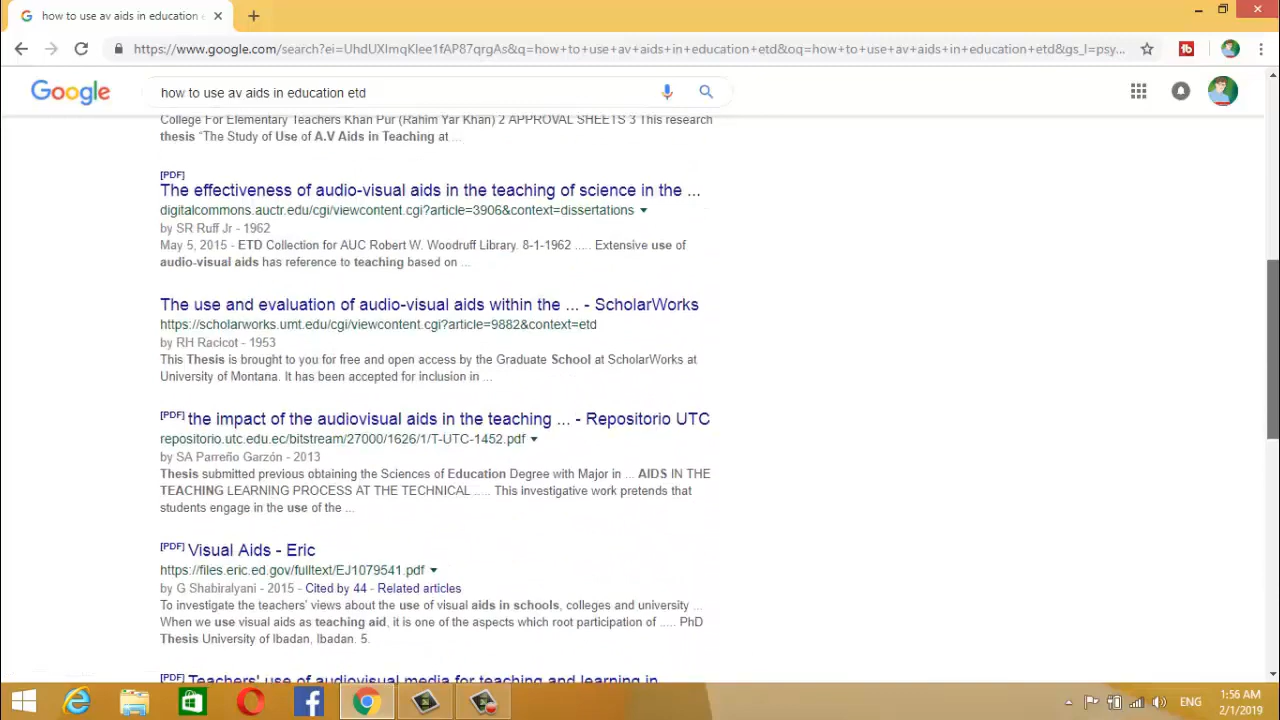 how to use av aids in education e
https://www.google.com/search?ei=UhdUXImqKlee1fAP87qrgAs&q=how+to+use+av+aids+in+education+etd&oq=how+to+use+av+aids+in+education+etd&gs_l=psy...
Google
how to use av aids in education etd
College For Elementary Teachers Khan Pur (Rahim Yar Khan) 2 APPROVAL SHEETS 3 This research
thesis “The Study of Use of A.V Aids in Teaching at ...
[PDF]
The effectiveness of audio-visual aids in the teaching of science in the ...
digitalcommons.auctr.edu/cgi/viewcontent.cgi?article=3906&context=dissertations
by SR Ruff Jr - 1962
May 5, 2015 - ETD Collection for AUC Robert W. Woodruff Library. 8-1-1962 ..... Extensive use of
audio-visual aids has reference to teaching based on ...
The use and evaluation of audio-visual aids within the ... - ScholarWorks
https://scholarworks.umt.edu/cgi/viewcontent.cgi?article=9882&context=etd
by RH Racicot - 1953
This Thesis is brought to you for free and open access by the Graduate School at ScholarWorks at
University of Montana. It has been accepted for inclusion in ...
[PDF] the impact of the audiovisual aids in the teaching ... - Repositorio UTC
repositorio.utc.edu.ec/bitstream/27000/1626/1/T-UTC-1452.pdf
by SA Parreño Garzón - 2013
Thesis submitted previous obtaining the Sciences of Education Degree with Major in ... AIDS IN THE
TEACHING LEARNING PROCESS AT THE TECHNICAL ..... This investigative work pretends that
students engage in the use of the ...
[PDF] Visual Aids - Eric
https://files.eric.ed.gov/fulltext/EJ1079541.pdf
by G Shabiralyani - 2015 - Cited by 44 - Related articles
To investigate the teachers' views about the use of visual aids in schools, colleges and university ...
When we use visual aids as teaching aid, it is one of the aspects which root participation of ..... PhD
Thesis University of Ibadan, Ibadan. 5.
[PDF] Teachers' use of audiovisual media for teaching and learning in
ENG
1:56 AM
2/1/2019